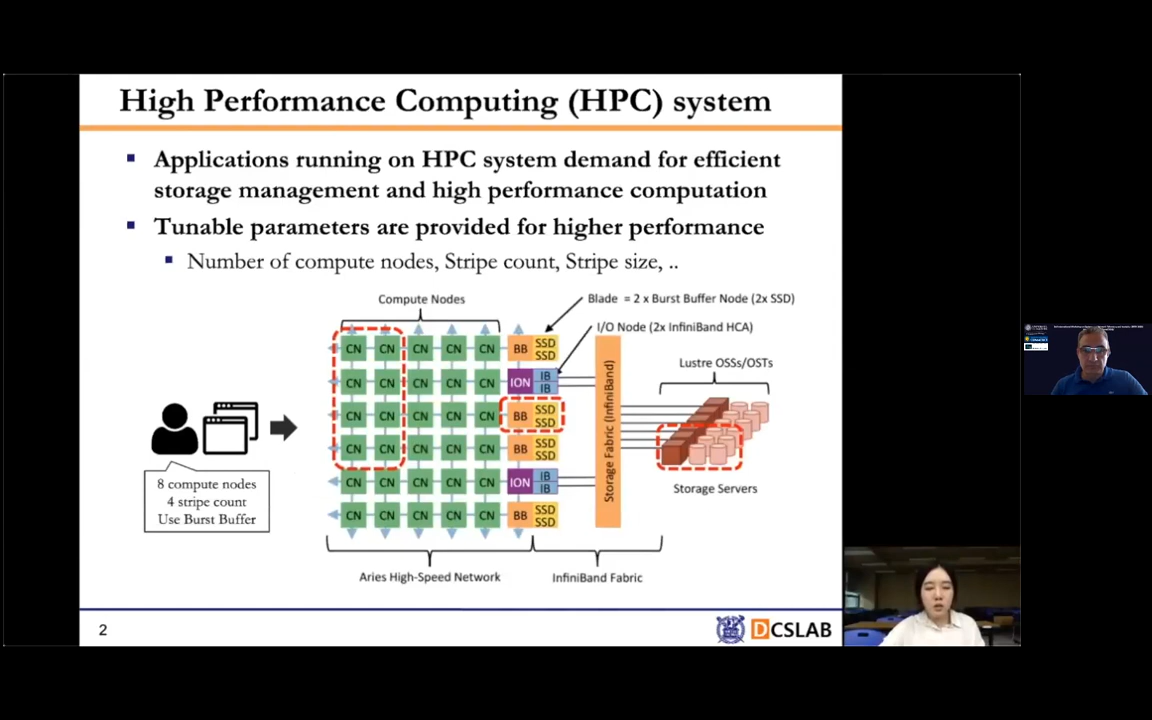 High Performance Computing (HPC) system
Applications running on HPC system demand for efficient
storage management and high performance computation
Tunable parameters are provided for higher performance
Number of compute nodes, Stripe count, Stripe size, ..
Compute Nodes
Blade = 2 x Burst Buffer Node (2x SSD)
I/O Node (2x InfiniBand HCA)
Lustre OSSs/OSTs
CN CN CN CN CN BB SSD
SSD
CN CN CN CN CN ION IB
IB
CN CN CN CN CN BB SSD
SSD
CN CN CN CN CN BB SSD
SSD
CN CN CN CN CN ION IB
IB
CN CN CN CN CN BB SSD
SSD
Storage Fabric (InfiniBand)
Storage Servers
8 compute nodes
4 stripe count
Use Burst Buffer
Aries High-Speed Network
InfiniBand Fabric
2
DCSLAB